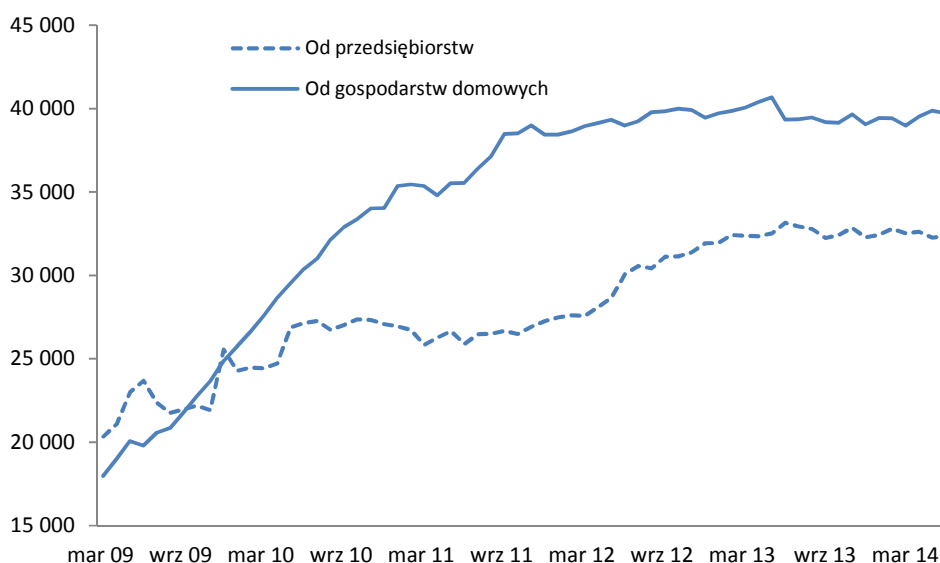 45 000
40 000
35 000
30 000
25 000
20 000
15 000
Od przedsiębiorstw
Od gospodarstw domowych
mar 09 wrz 09 mar 10 wrz 10 mar 11 wrz 11 mar 12 wrz 12 mar 13 wrz 13 mar 14